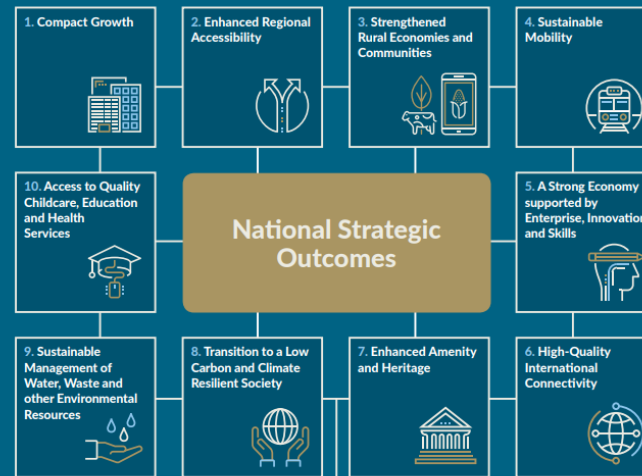 1. Compact Growth
2. Enhanced Regional
Accessibility
3. Strengthened
Rural Economies and
Communities
4. Sustainable
Mobility
10. Access to Quality
Childcare, Education
and Health
Services
National Strategic
Outcomes
5. A Strong Economy
supported by
Enterprise, Innovation
and Skills
9. Sustainable
Management of
Water, Waste and
other Environmental
Resources
8. Transition to a Low
Carbon and Climate
Resilient Society
7. Enhanced Amenity
and Heritage
6. High-Quality
International
Connectivity